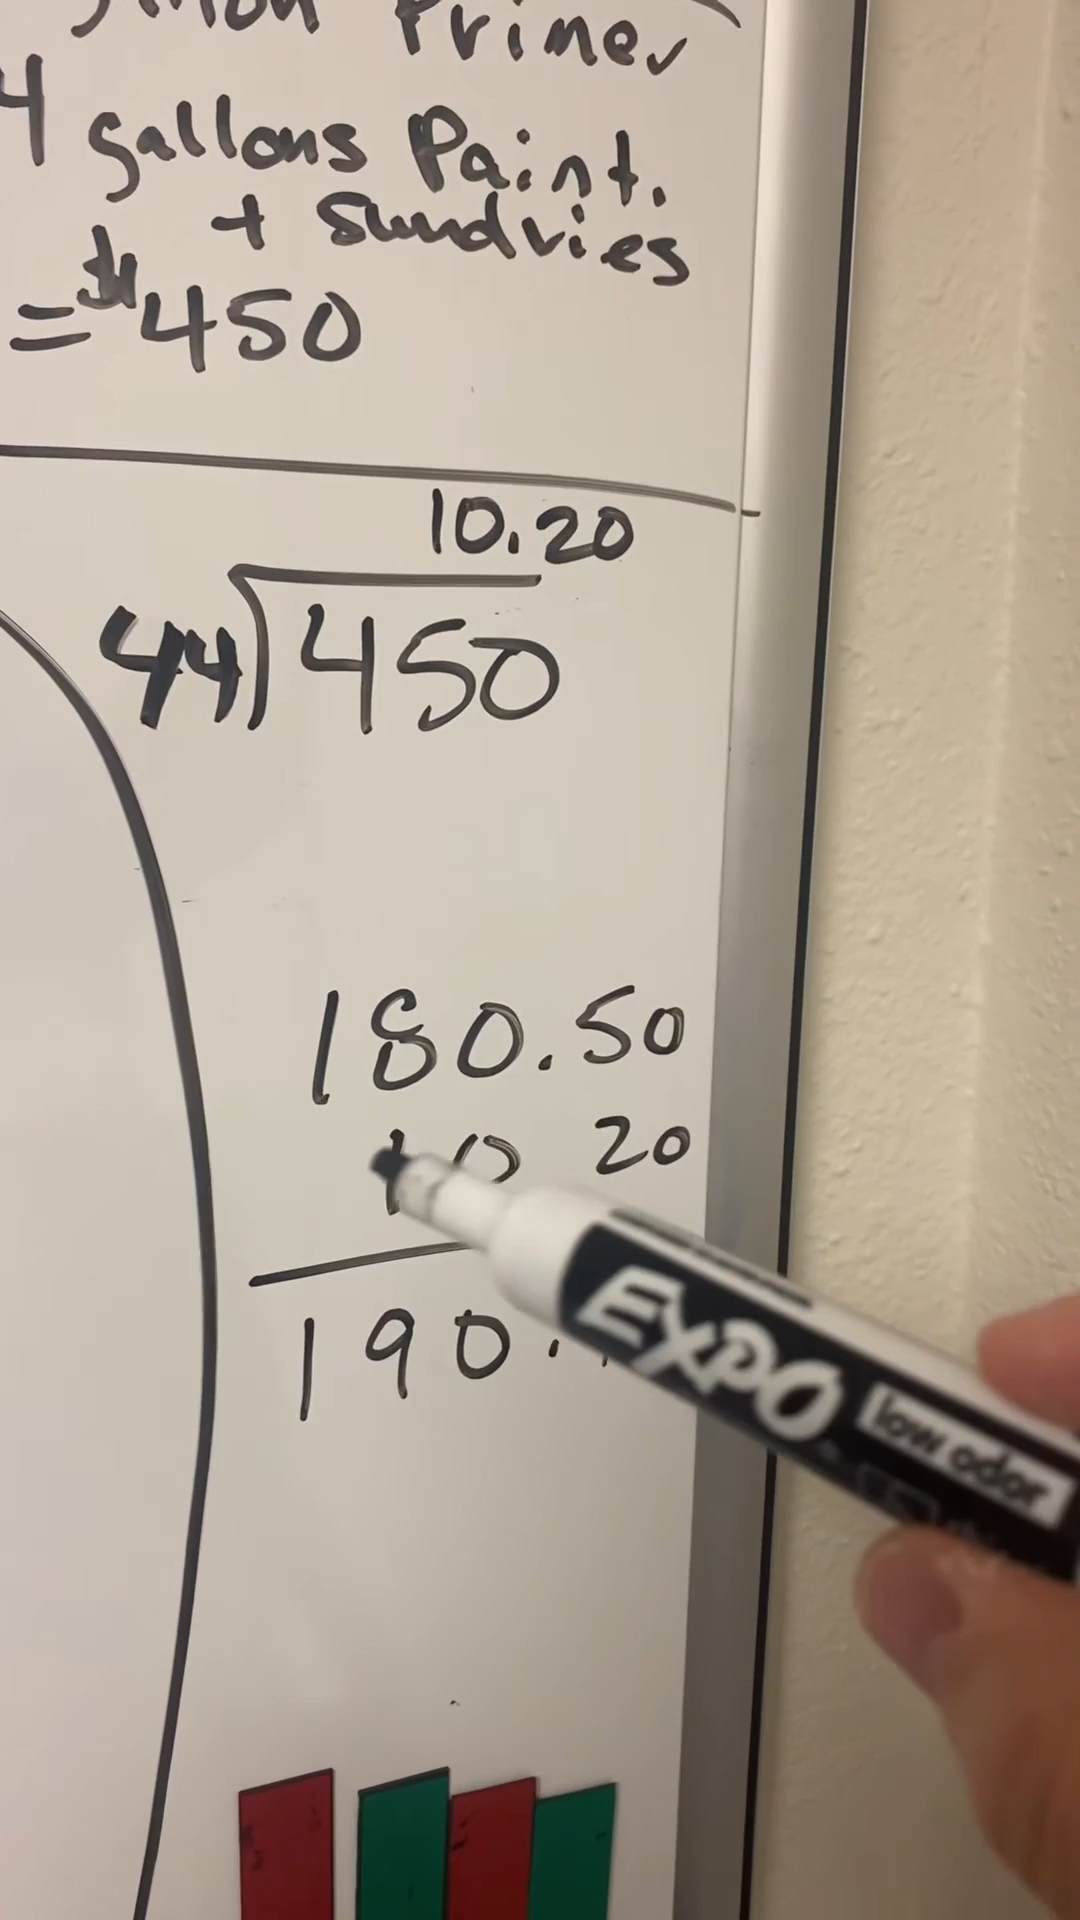 Primer
4 gallons Paint.
+ Sundries
= $450
10.20
44)450
180.50
10 20
190.
EXPO
low odor